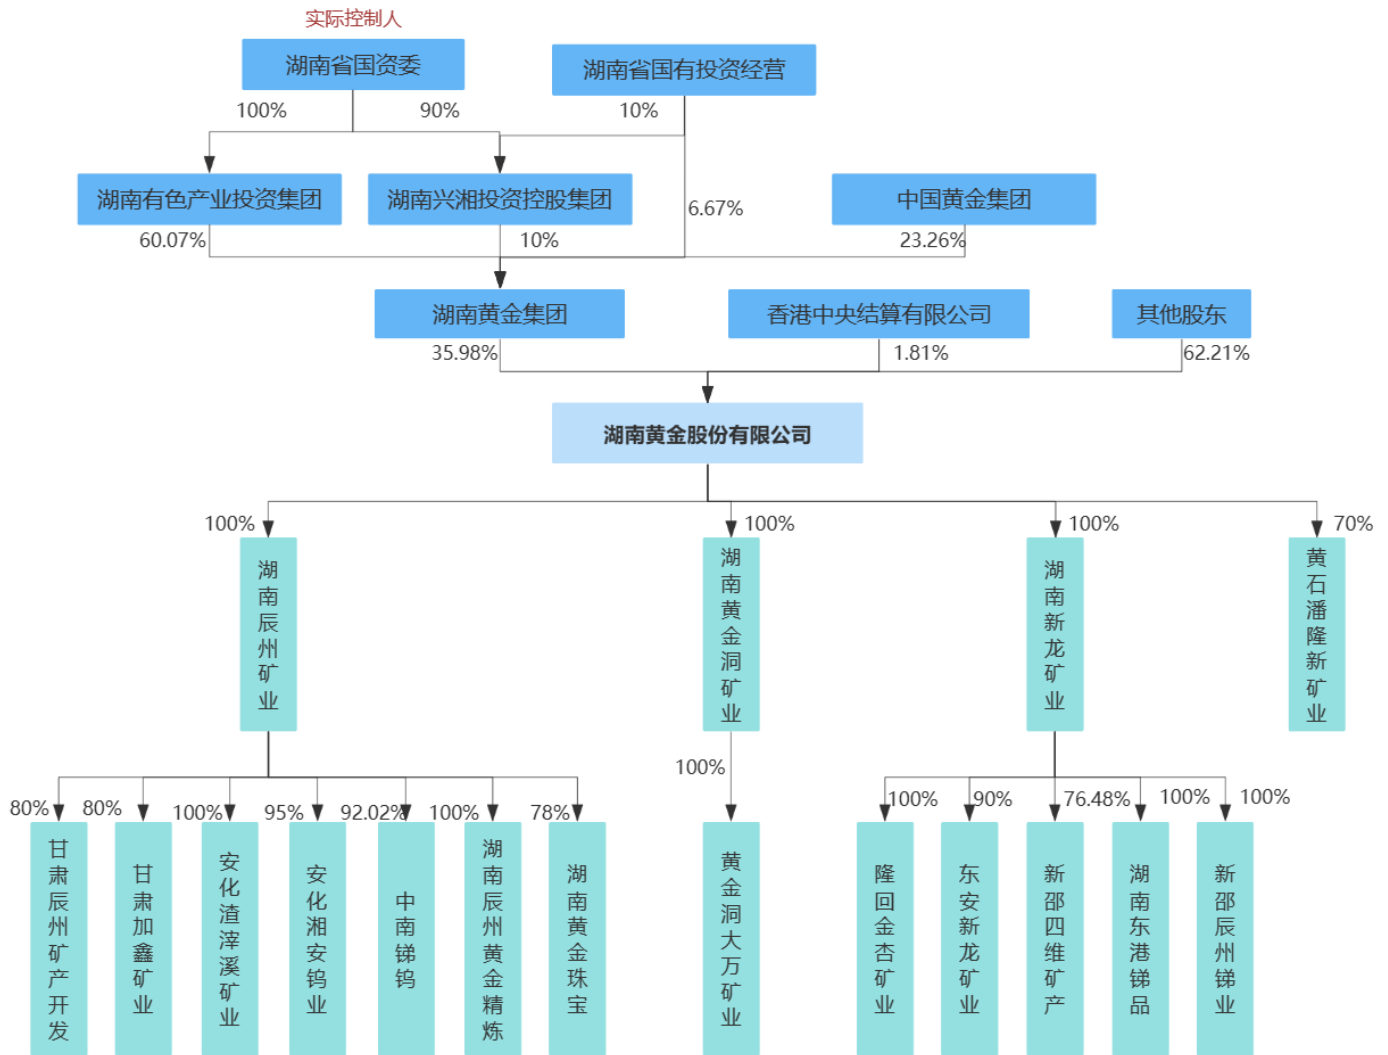 实际控制人
湖南省国资委
湖南省国有投资经营
100%
90%
10%
湖南有色产业投资集团
湖南兴湘投资控股集团
6.67%
中国黄金集团
60.07%
10%
23.26%
湖南黄金集团
香港中央结算有限公司
其他股东
35.98%
1.81%
62.21%
湖南黄金股份有限公司
100%
100%
100%
70%
湖南辰州矿业
湖南黄金洞矿业
湖南新龙矿业
黄石潘隆新矿业
100%
80%
80%
100%
95%
92.02%
100%
78%
100%
90%
76.48%
100%
100%
甘肃辰州矿产开发
甘肃加鑫矿业
安化渣滓溪矿业
安化湘安钨业
中南锑钨
湖南辰州黄金精炼
湖南黄金珠宝
黄金洞大万矿业
隆回金杏矿业
东安新龙矿业
新邵四维矿产
湖南东港锑品
新邵辰州锑业